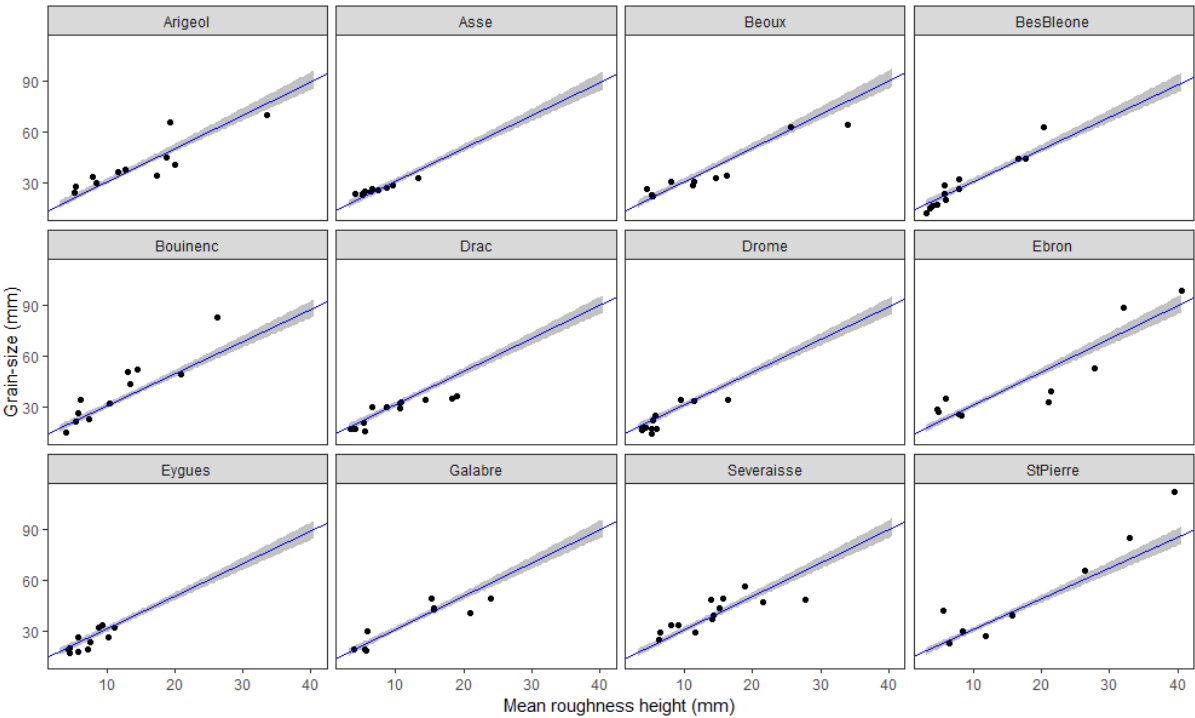 Arigeol Asse Beoux BesBleone
90
60
30
Bouinenc Drac Drome Ebron
90
60
30
Eygues Galabre Severaisse StPierre
90
60
30
10 20 30 40 10 20 30 40 10 20 30 40 10 20 30 40
Mean roughness height (mm)
Grain-size (mm)